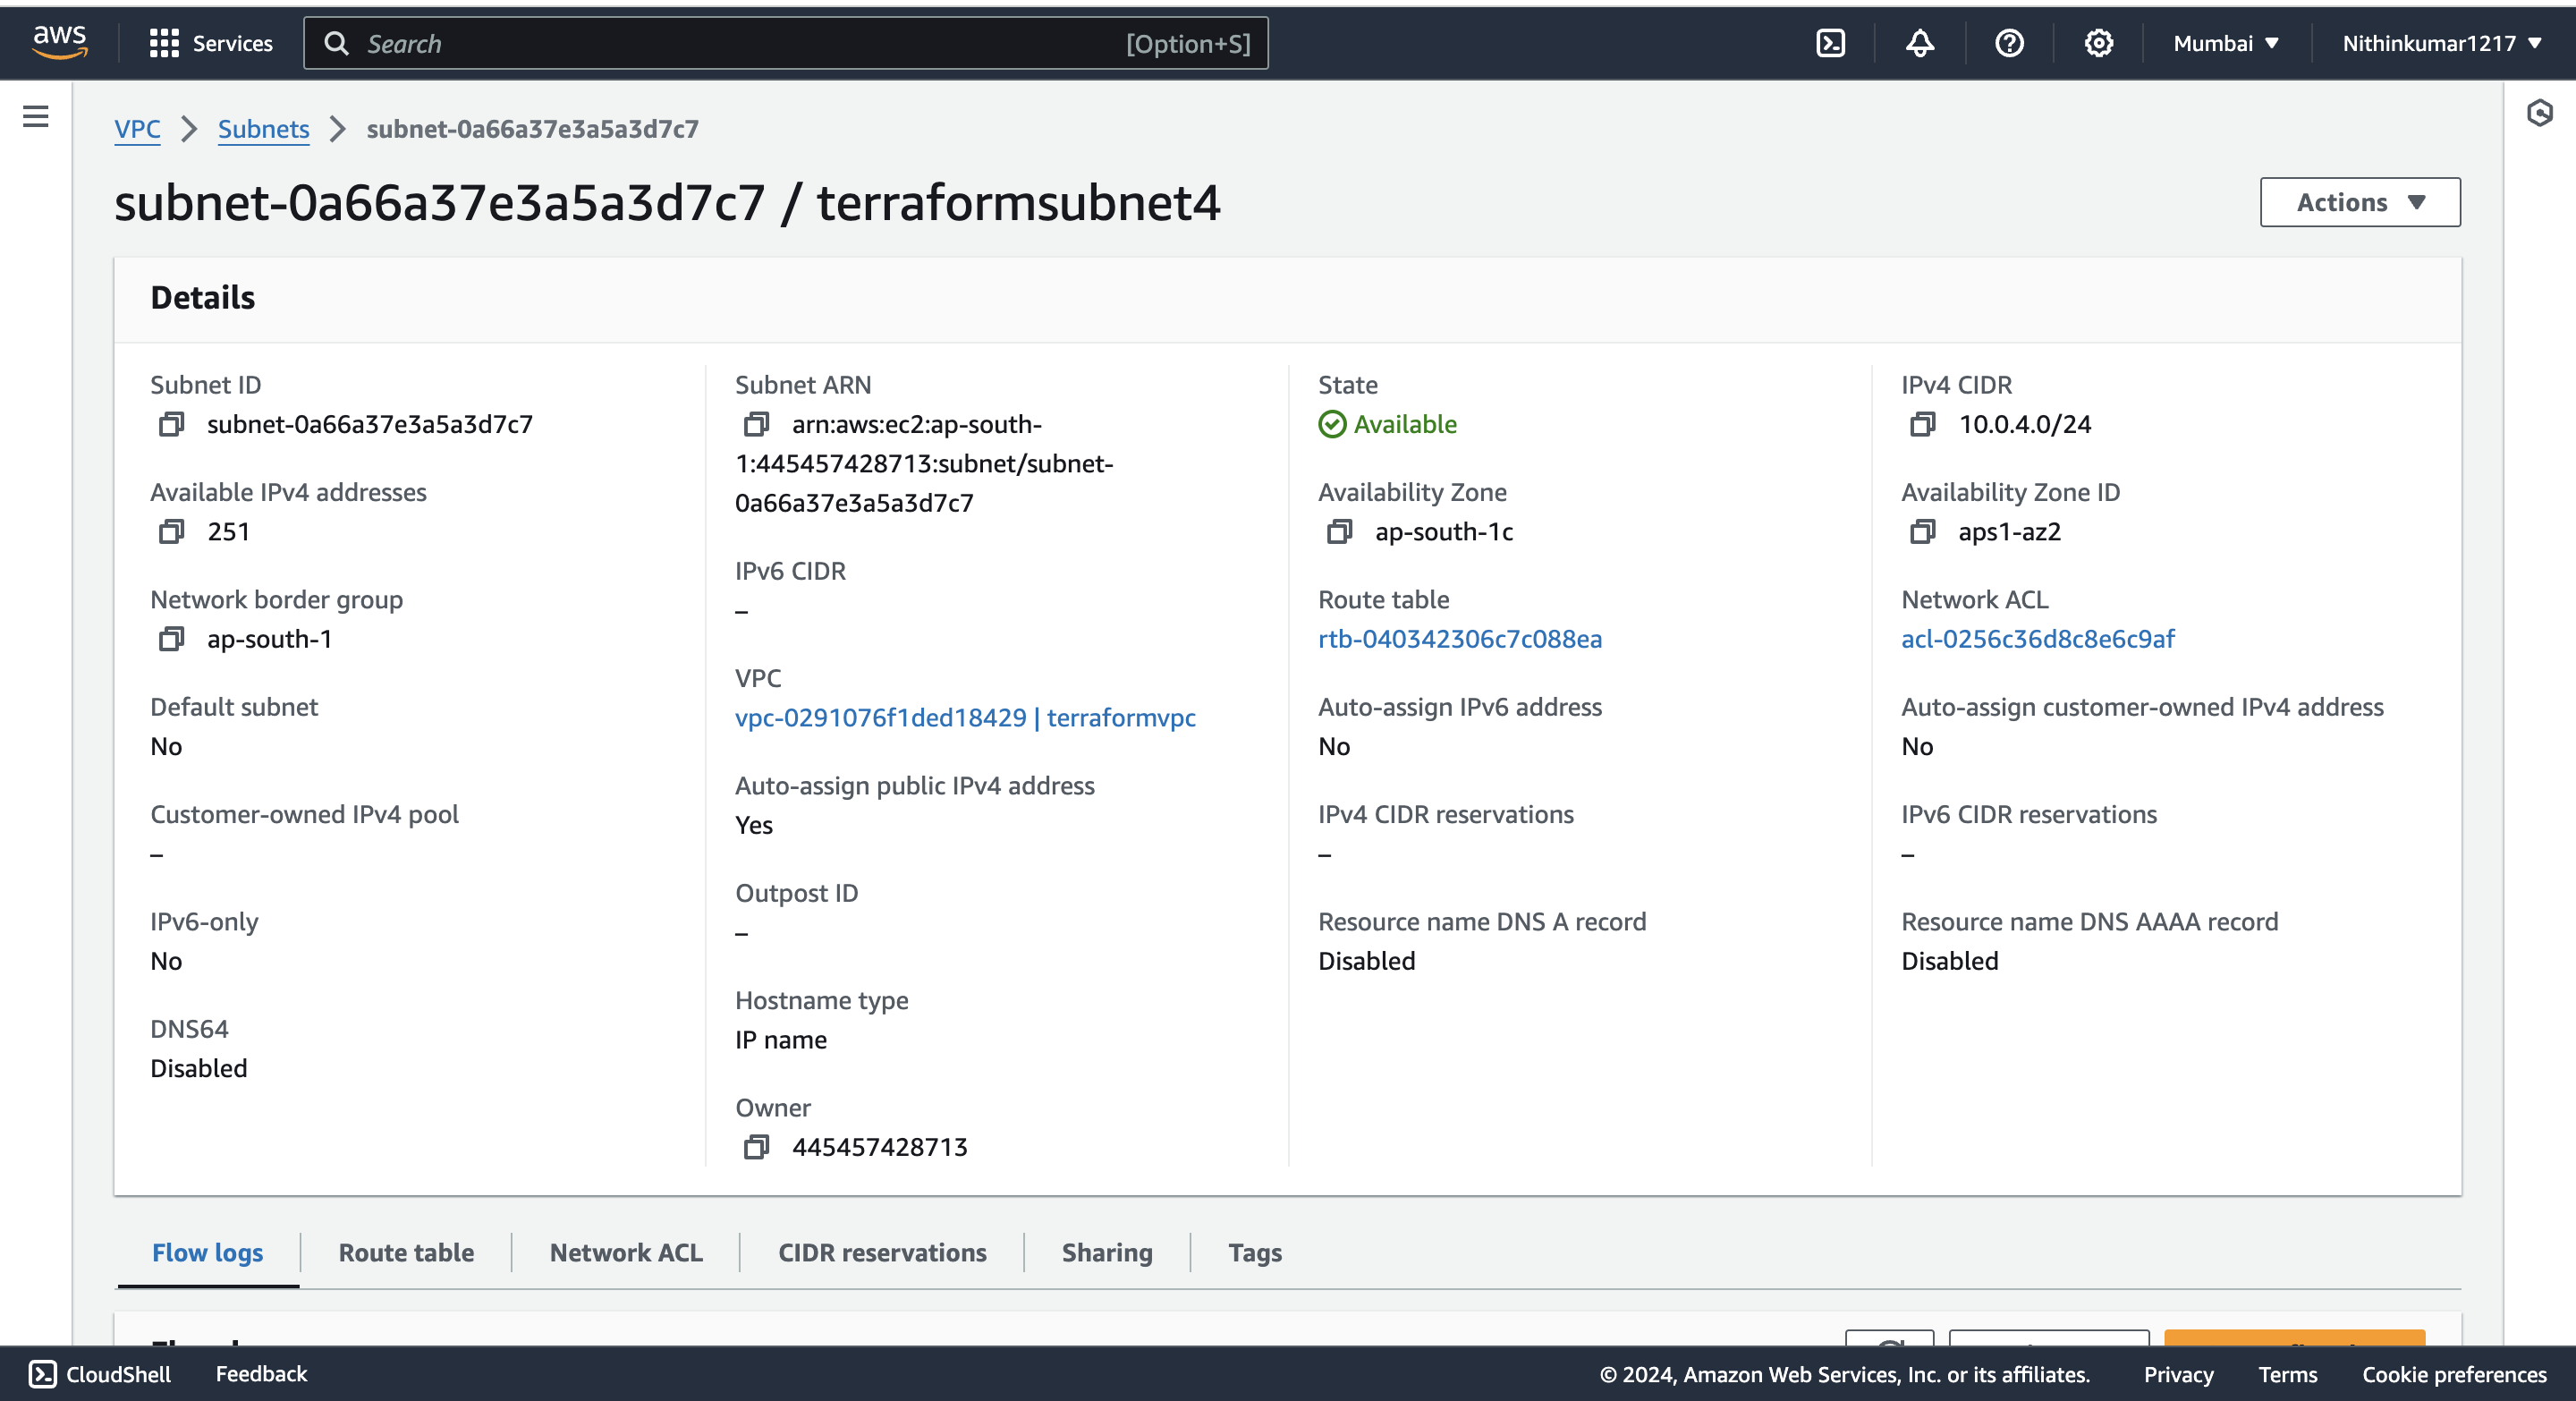 aws
Services
Search
[Option+S]
Mumbai
Nithinkumar1217
VPC
Subnets
subnet-0a66a37e3a5a3d7c7
subnet-0a66a37e3a5a3d7c7 / terraformsubnet4
Actions
Details
Subnet ID
subnet-0a66a37e3a5a3d7c7
Available IPv4 addresses
251
Network border group
ap-south-1
Default subnet
No
Customer-owned IPv4 pool
–
IPv6-only
No
DNS64
Disabled
Subnet ARN
arn:aws:ec2:ap-south-
1:445457428713:subnet/subnet-
0a66a37e3a5a3d7c7
IPv6 CIDR
–
VPC
vpc-0291076f1ded18429 | terraformvpc
Auto-assign public IPv4 address
Yes
Outpost ID
–
Hostname type
IP name
Owner
445457428713
State
Available
Availability Zone
ap-south-1c
Route table
rtb-040342306c7c088ea
Auto-assign IPv6 address
No
IPv4 CIDR reservations
–
Resource name DNS A record
Disabled
IPv4 CIDR
10.0.4.0/24
Availability Zone ID
aps1-az2
Network ACL
acl-0256c36d8c8e6c9af
Auto-assign customer-owned IPv4 address
No
IPv6 CIDR reservations
–
Resource name DNS AAAA record
Disabled
Flow logs
Route table
Network ACL
CIDR reservations
Sharing
Tags
CloudShell
Feedback
© 2024, Amazon Web Services, Inc. or its affiliates.
Privacy
Terms
Cookie preferences